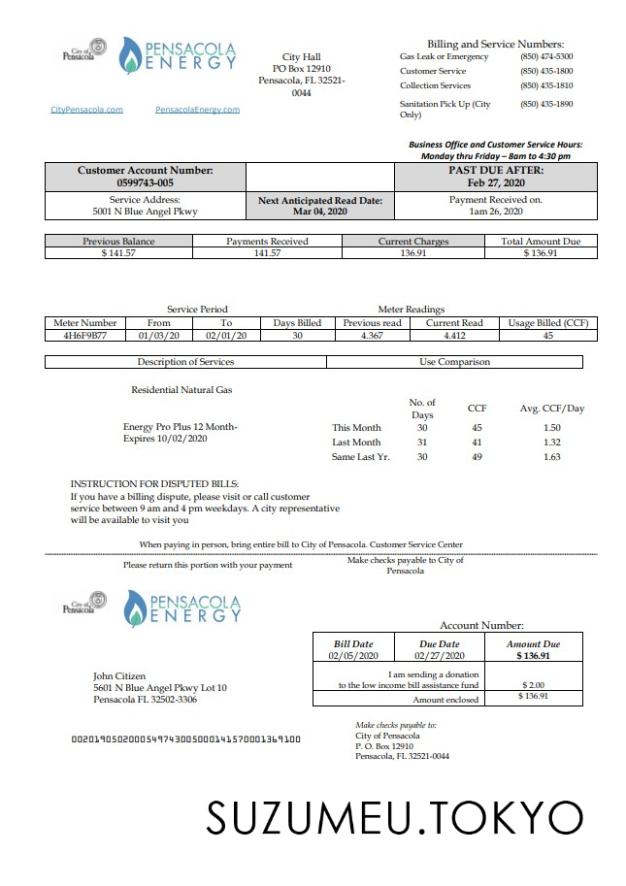 City of
Pensacola
PENSACOLA
ENERGY
CityPensacola.com
PensacolaEnergy.com
City Hall
PO Box 12910
Pensacola, FL 32521-
0044
Billing and Service Numbers:
Gas Leak or Emergency (850) 474-5300
Customer Service (850) 435-1800
Collection Services (850) 435-1810
Sanitation Pick Up (City (850) 435-1890
Only)
Business Office and Customer Service Hours:
Monday thru Friday – 8am to 4:30 pm
Customer Account Number:
0599743-005
PAST DUE AFTER:
Feb 27, 2020
Service Address:
5001 N Blue Angel Pkwy
Next Anticipated Read Date:
Mar 04, 2020
Payment Received on.
1am 26, 2020
Previous Balance Payments Received Current Charges Total Amount Due
$ 141.57 141.57 136.91 $ 136.91
Service Period Meter Readings
Meter Number From To Days Billed Previous read Current Read Usage Billed (CCF)
4H6F9B77 01/03/20 02/01/20 30 4.367 4.412 45
Description of Services Use Comparison
Residential Natural Gas
Energy Pro Plus 12 Month-
Expires 10/02/2020
No. of
Days CCF Avg. CCF/Day
This Month 30 45 1.50
Last Month 31 41 1.32
Same Last Yr. 30 49 1.63
INSTRUCTION FOR DISPUTED BILLS:
If you have a billing dispute, please visit or call customer
service between 9 am and 4 pm weekdays. A city representative
will be available to visit you
When paying in person, bring entire bill to City of Pensacola. Customer Service Center
Please return this portion with your payment
Make checks payable to City of
Pensacola
City of
Pensacola
PENSACOLA
ENERGY
Account Number:
Bill Date Due Date Amount Due
02/05/2020 02/27/2020 $ 136.91
I am sending a donation
to the low income bill assistance fund $ 2.00
Amount enclosed $ 136.91
John Citizen
5601 N Blue Angel Pkwy Lot 10
Pensacola FL 32502-3306
Make checks payable to:
City of Pensacola
P. O. Box 12910
Pensacola, FL 32521-0044
0020190502000549743005000141570001369100
SUZUMEU.TOKYO